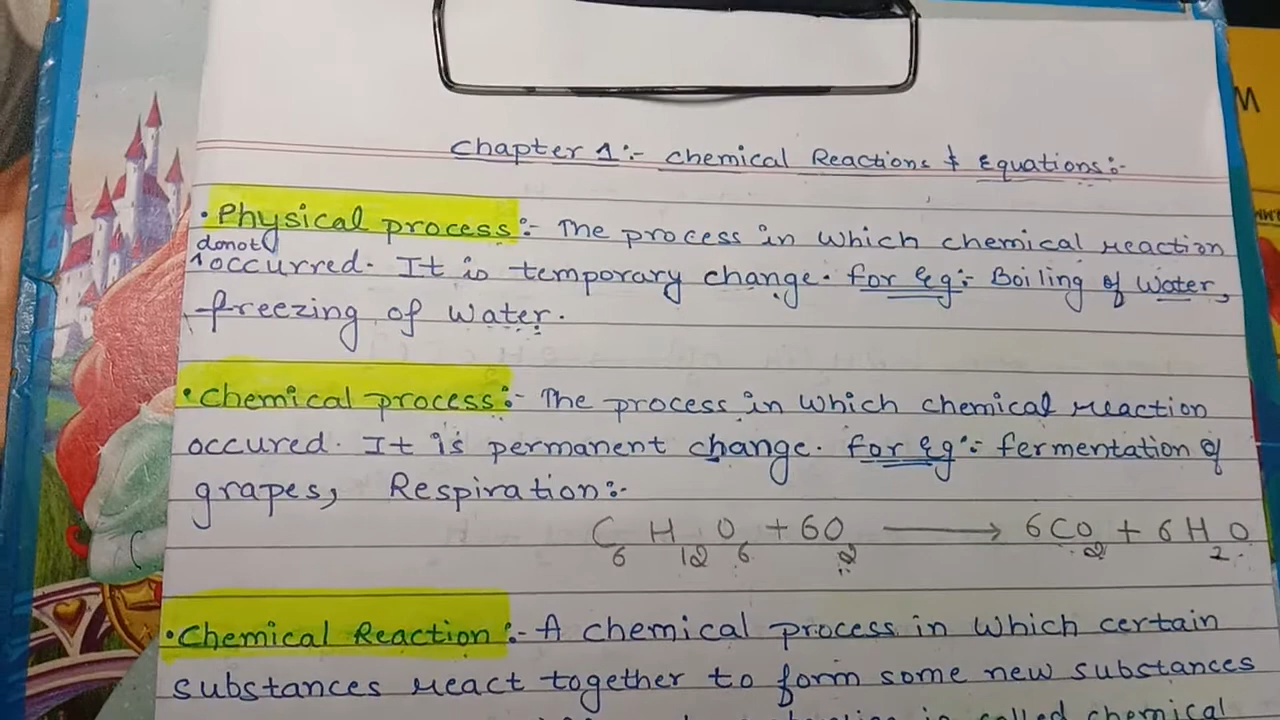 Chapter 1:- Chemical Reactions & Equations:-
• Physical process:- The process in which chemical reaction
donot
occurred. It is temporary change. for Eg:- Boiling of Water,
freezing of water.
• Chemical process:- The process in which chemical reaction
occured. It is permanent change. for Eg:- fermentation of
grapes, Respiration:-
C₆H₁₂O₆ + 6O₂ ⟶ 6CO₂ + 6H₂O
• Chemical Reaction:- A chemical process in which certain
substances react together to form some new substances
is called chemical
W